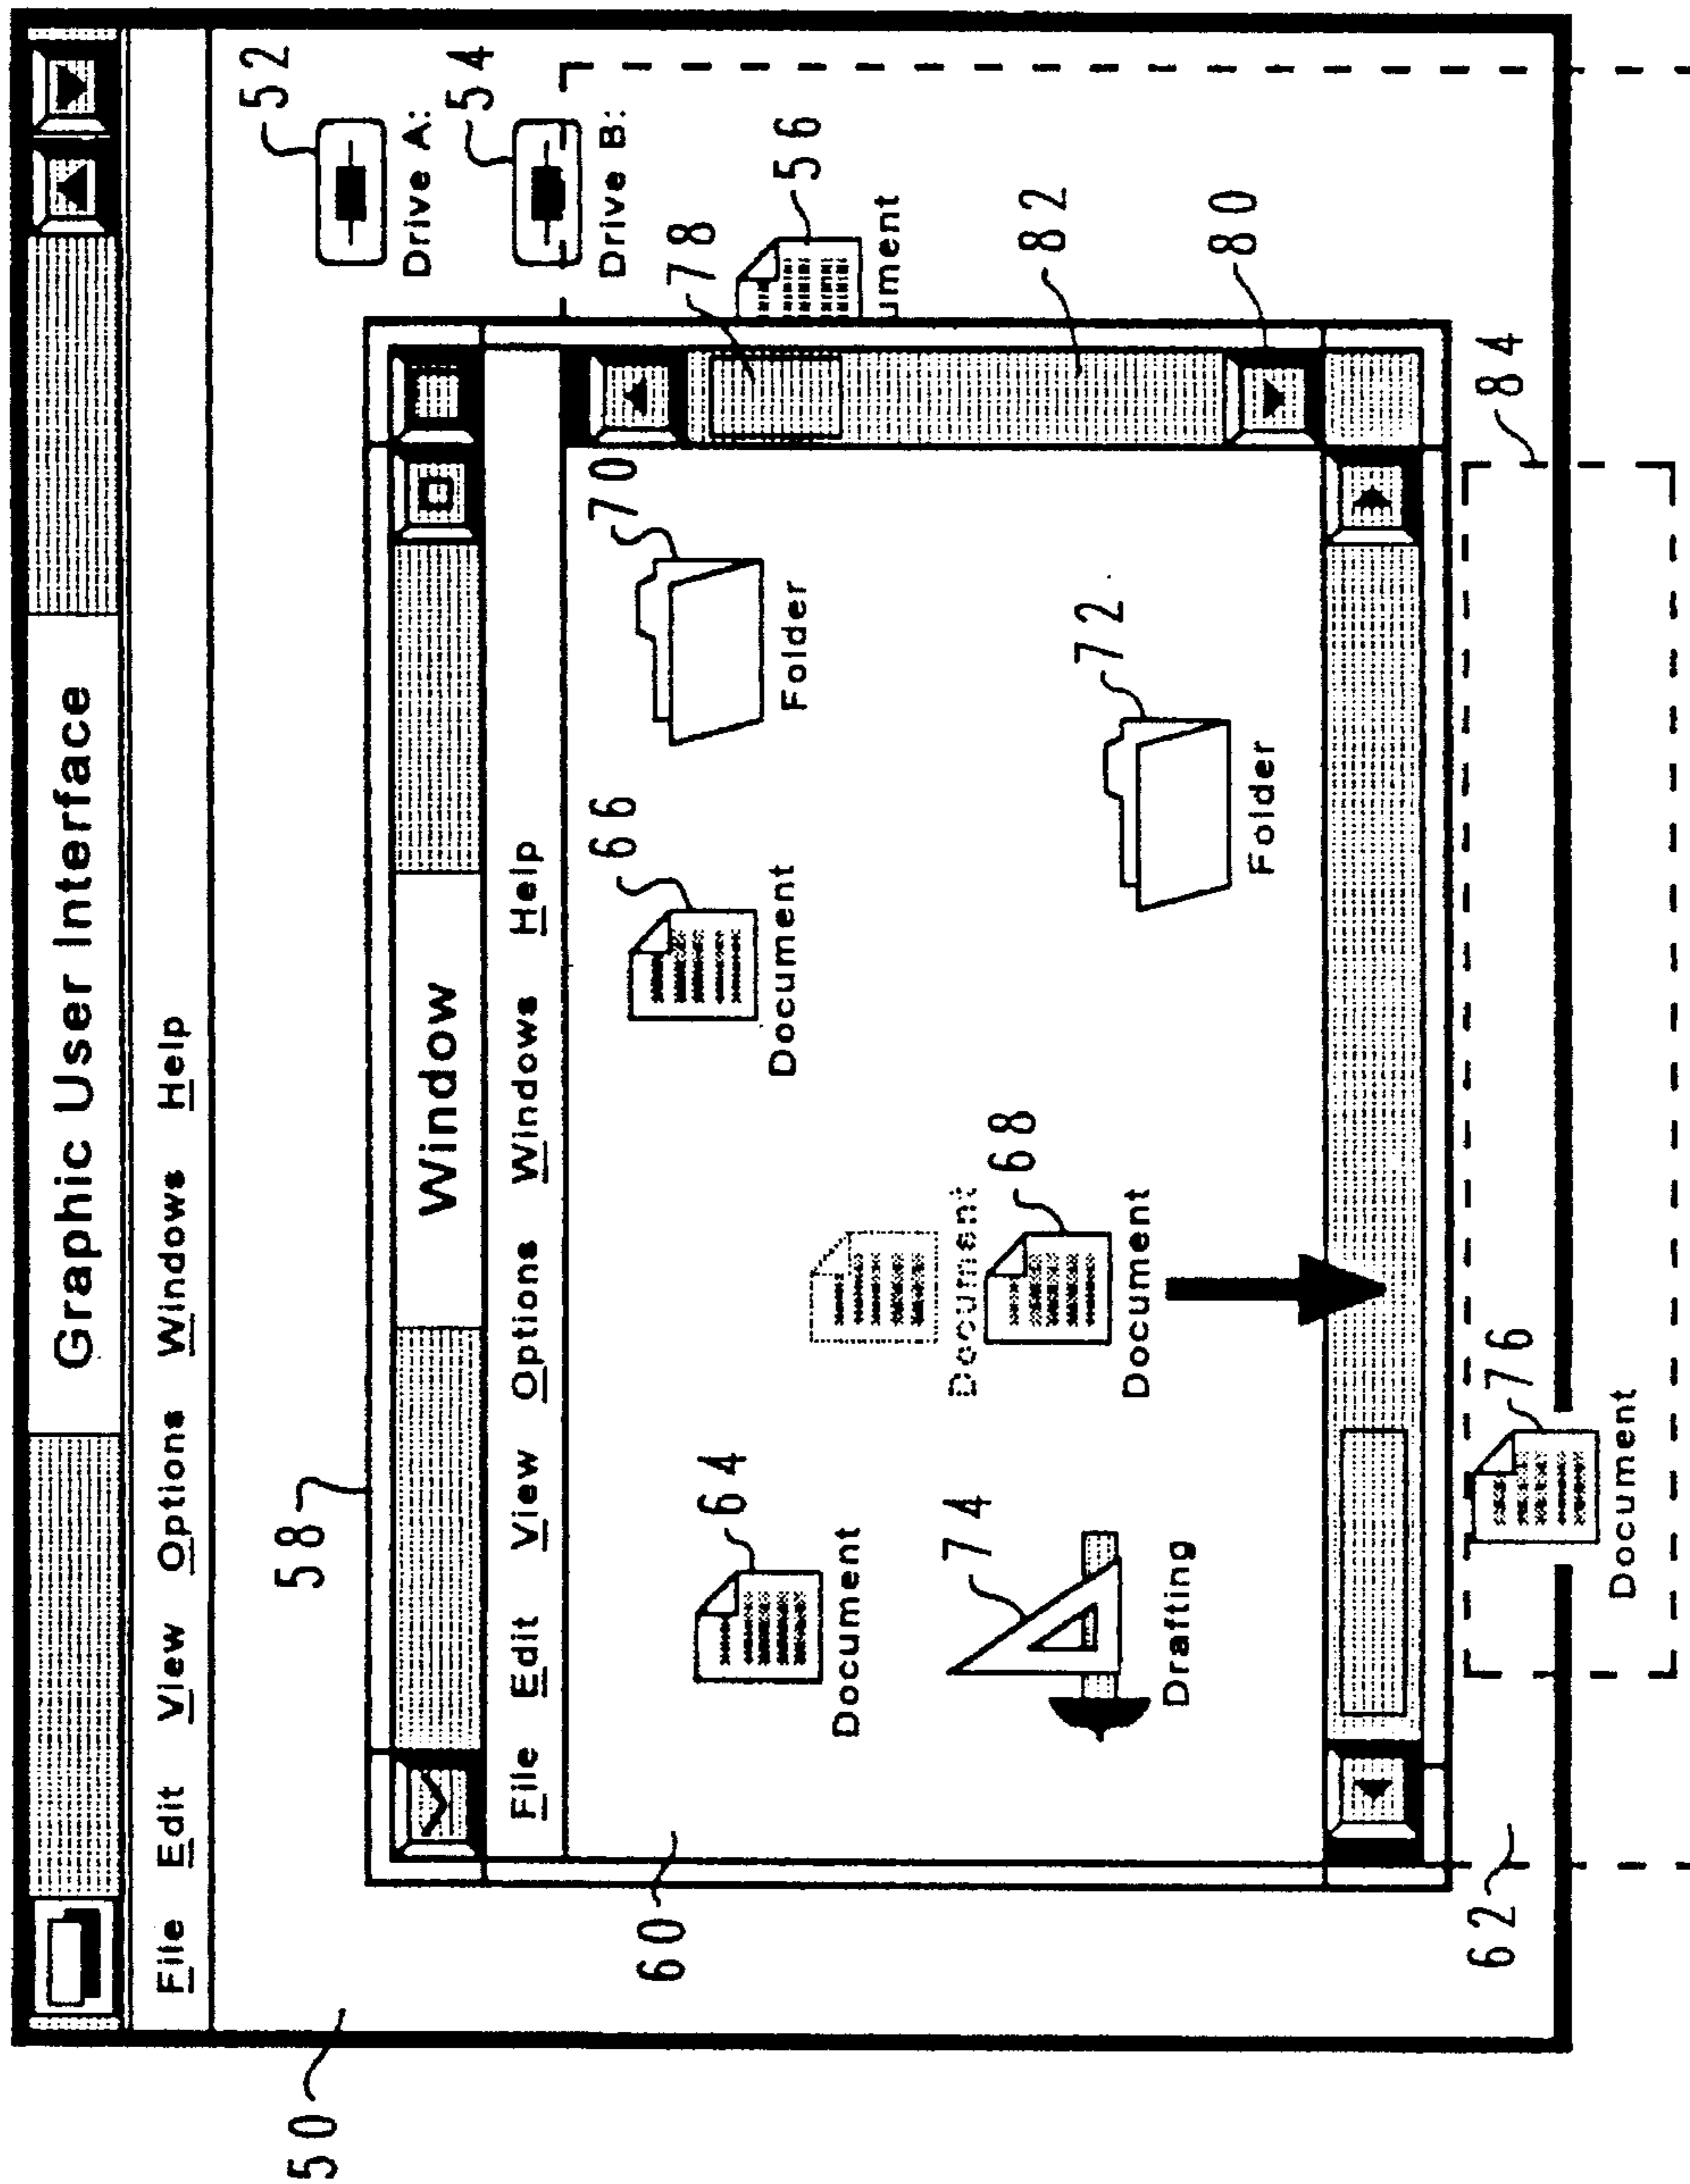 Graphic User Interface
File Edit View Options Windows Help
50
58
52
Drive A:
54
Drive B:
Window
File Edit View Options Windows Help
78
56
ument
60
64
Document
66
Document
70
Folder
Document
68
Document
82
74
Drafting
72
Folder
80
62
76
Document
84